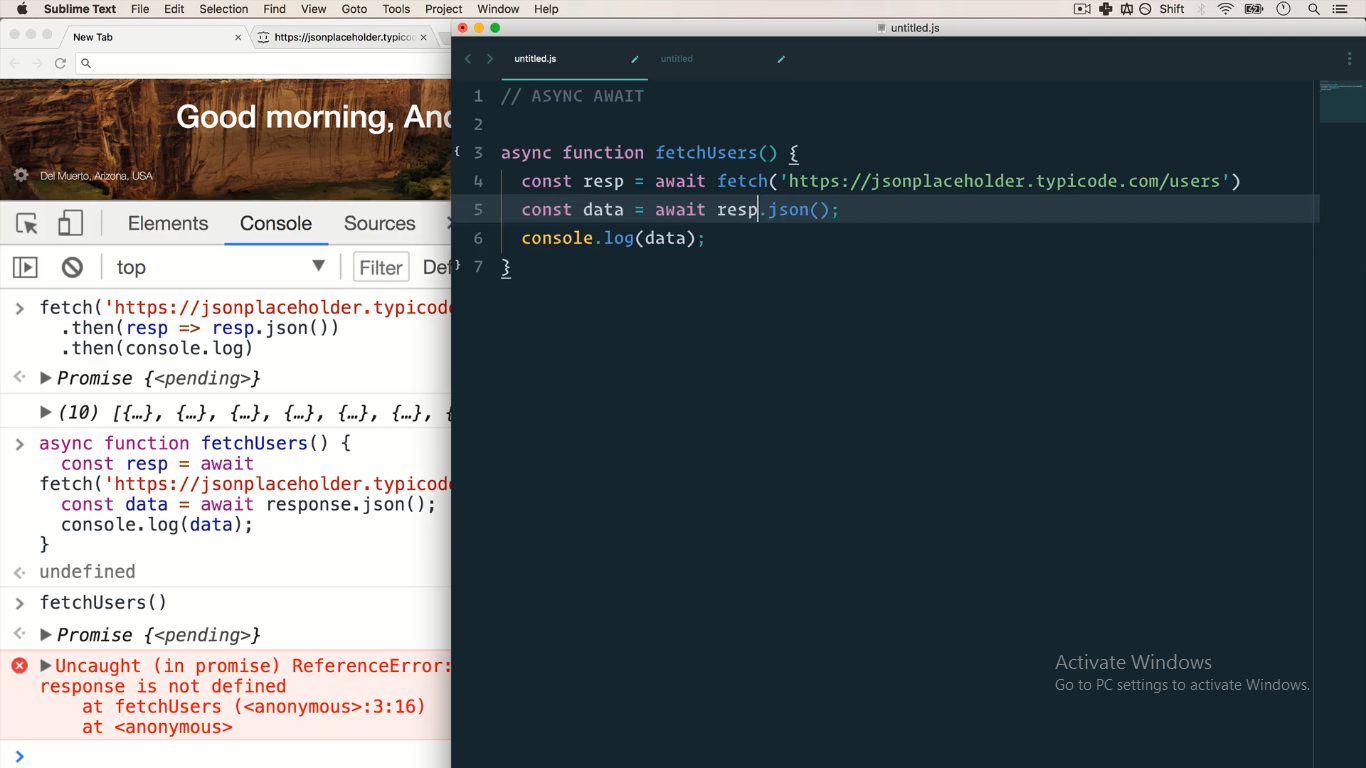 Sublime Text File Edit Selection Find View Goto Tools Project Window Help Shift
untitled.js
New Tab https://jsonplaceholder.typico
untitled.js untitled
Good morning, An
Del Muerto, Arizona, USA
Elements Console Sources
top Filter Def
fetch('https://jsonplaceholder.typicod
.then(resp => resp.json())
.then(console.log)
Promise {<pending>}
(10) [{…}, {…}, {…}, {…}, {…}, {…}, {
async function fetchUsers() {
const resp = await
fetch('https://jsonplaceholder.typicod
const data = await response.json();
console.log(data);
}
undefined
fetchUsers()
Promise {<pending>}
Uncaught (in promise) ReferenceError:
response is not defined
at fetchUsers (<anonymous>:3:16)
at <anonymous>
1 // ASYNC AWAIT
2
{ 3 async function fetchUsers() {
4 const resp = await fetch('https://jsonplaceholder.typicode.com/users')
5 const data = await resp.json();
6 console.log(data);
} 7 }
Activate Windows
Go to PC settings to activate Windows.